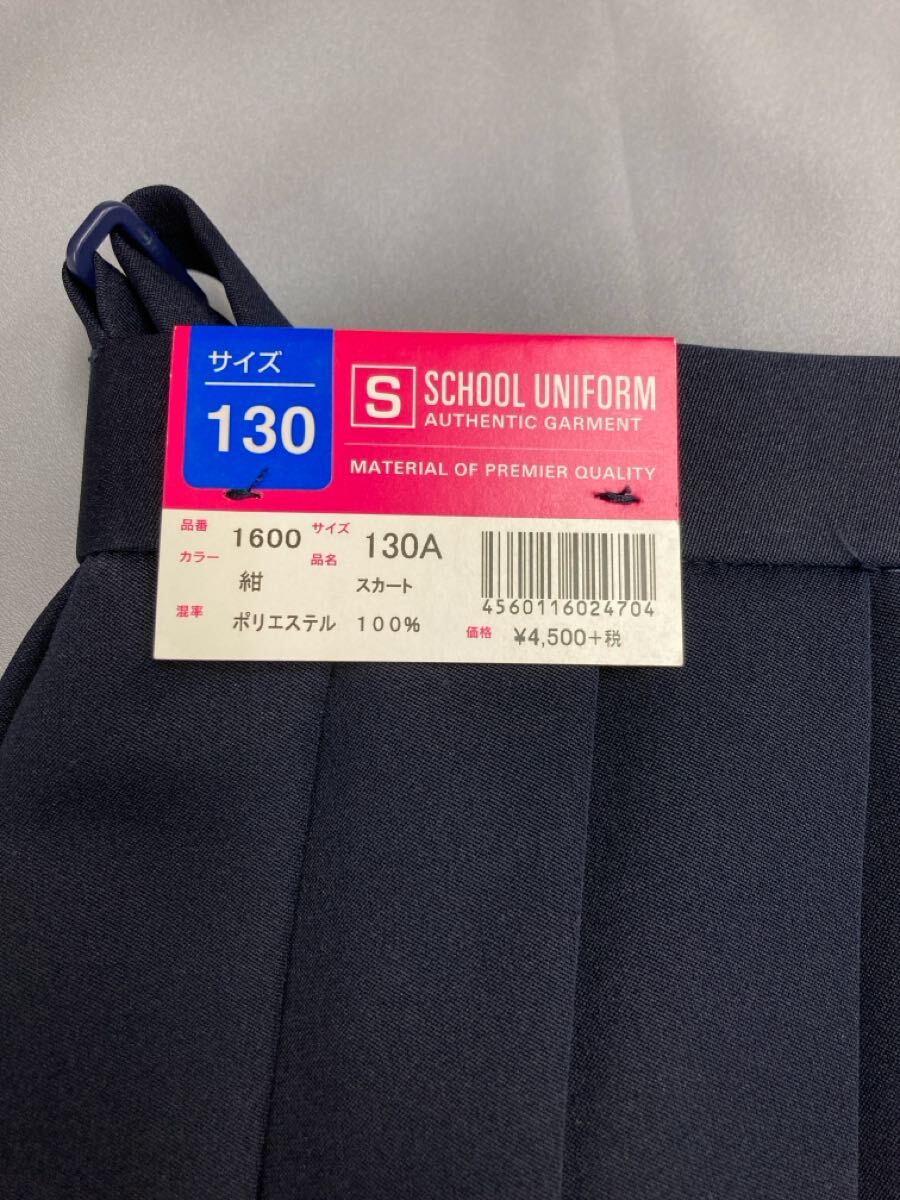 サイズ
130
S SCHOOL UNIFORM
AUTHENTIC GARMENT
MATERIAL OF PREMIER QUALITY
品番 1600 サイズ 130A
カラー 紺 品名 スカート
混率 ポリエステル 100%
4560116024704
価格 ¥4,500+税